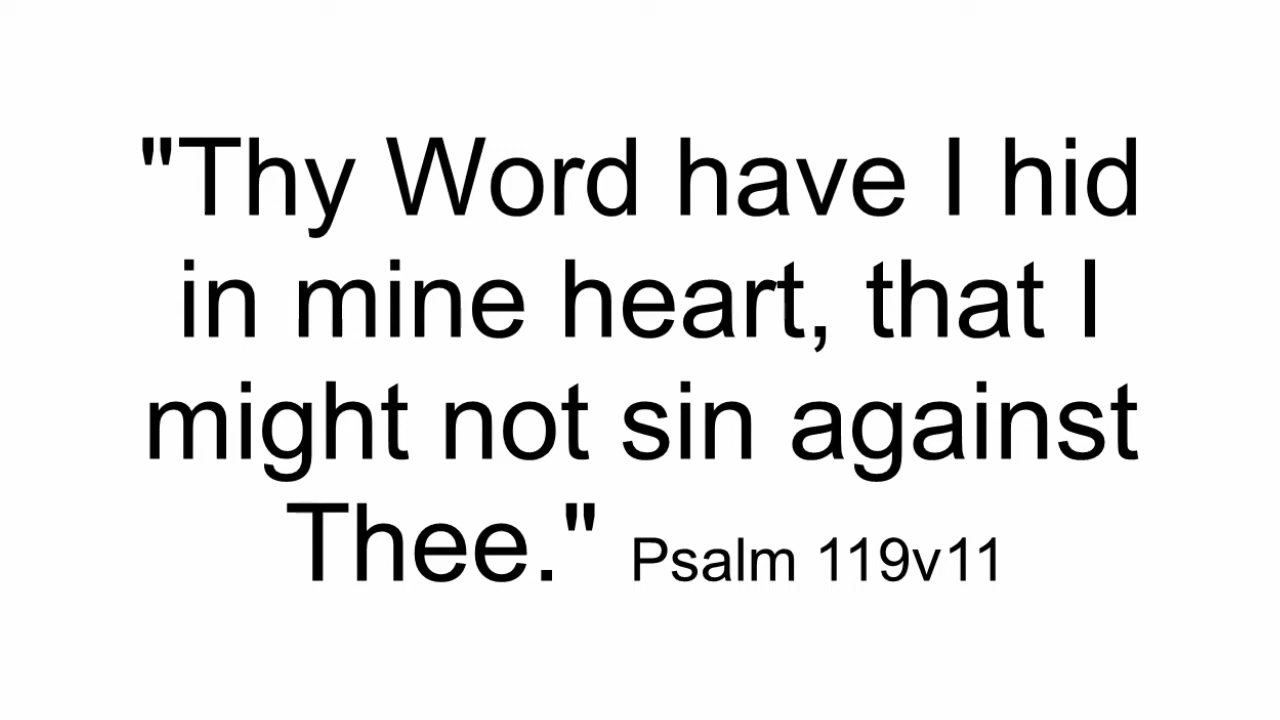 "Thy Word have I hid
in mine heart, that I
might not sin against
Thee." Psalm 119v11